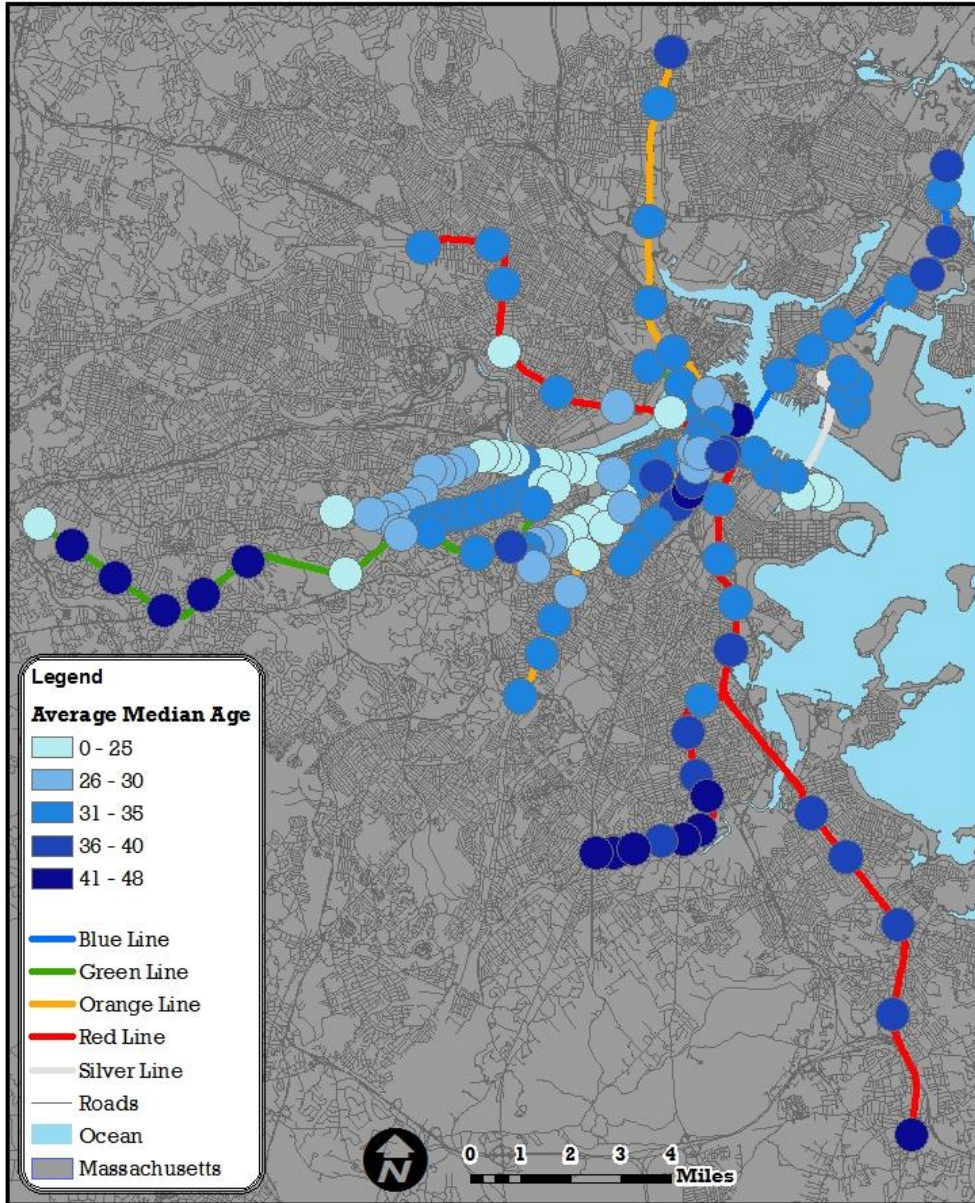 Legend
Average Median Age
0 - 25
26 - 30
31 - 35
36 - 40
41 - 48
Blue Line
Green Line
Orange Line
Red Line
Silver Line
Roads
Ocean
Massachusetts
N
0 1 2 3 4
Miles